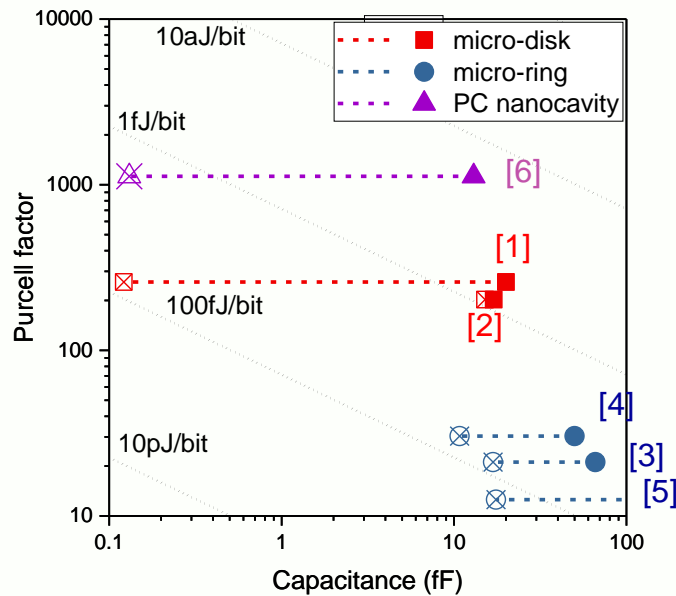 10000
10aJ/bit
micro-disk
micro-ring
1fJ/bit
PC nanocavity
1000
[6]
Purcell factor
[1]
100fJ/bit
[2]
100
[4]
10pJ/bit
[3]
[5]
10
0.1
1
10
100
Capacitance (fF)